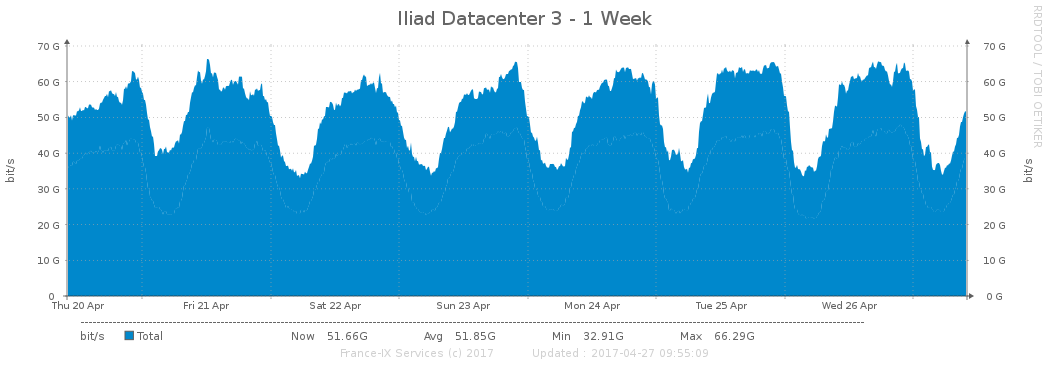 Iliad Datacenter 3 - 1 Week
RRDTOOL / TOBI OETIKER
bit/s
70 G 70 G
60 G 60 G
50 G 50 G
40 G 40 G
30 G 30 G
20 G 20 G
10 G 10 G
0 0 G
bit/s
Thu 20 Apr Fri 21 Apr Sat 22 Apr Sun 23 Apr Mon 24 Apr Tue 25 Apr Wed 26 Apr
bit/s Total Now 51.66G Avg 51.85G Min 32.91G Max 66.29G
France-IX Services (c) 2017 Updated : 2017-04-27 09:55:09